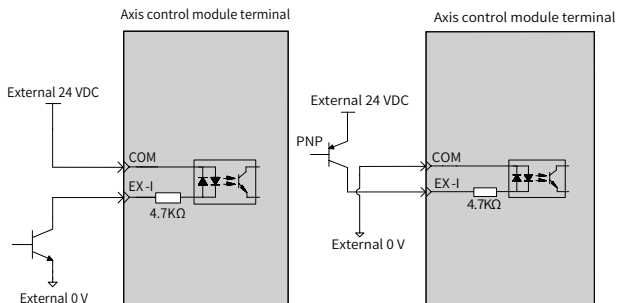 Axis control module terminal
External 24 VDC
COM
EX-I
4.7KΩ
External 0 V
Axis control module terminal
External 24 VDC
PNP
COM
EX-I
4.7KΩ
External 0 V